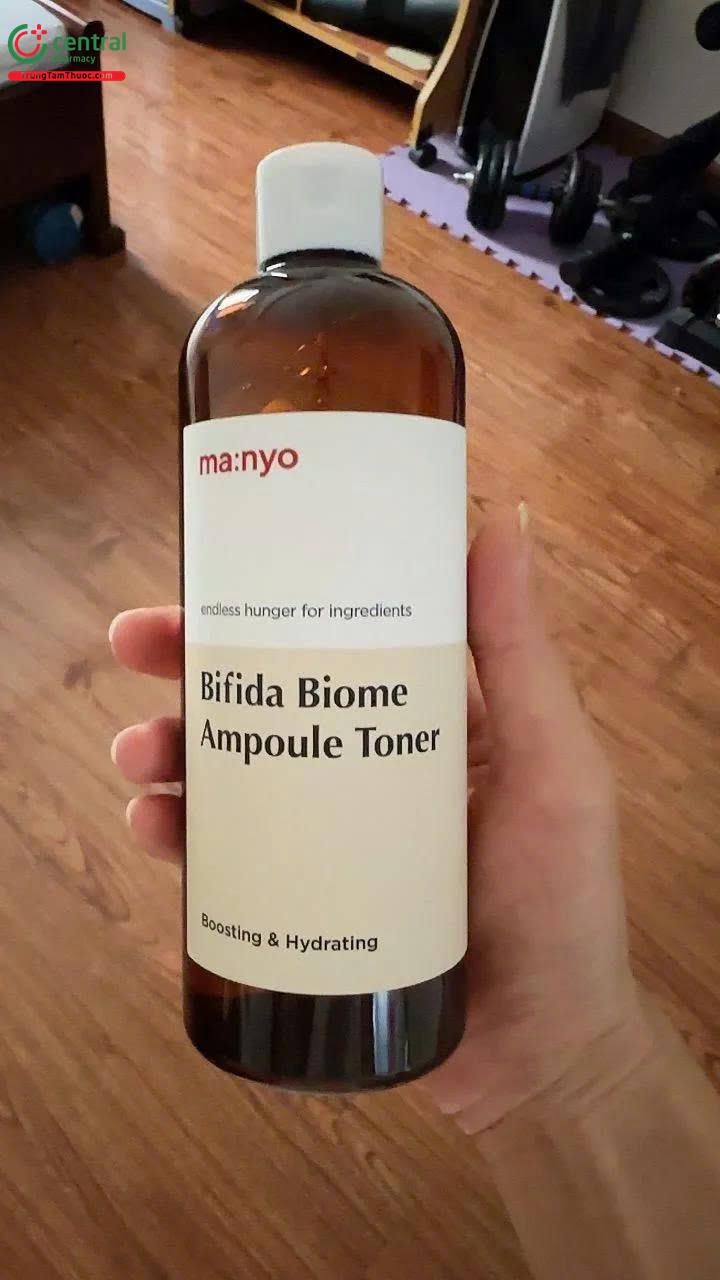 central
Pharmacy
TrungTamThuoc.com
ma:nyo
endless hunger for ingredients
Bifida Biome
Ampoule Toner
Boosting & Hydrating